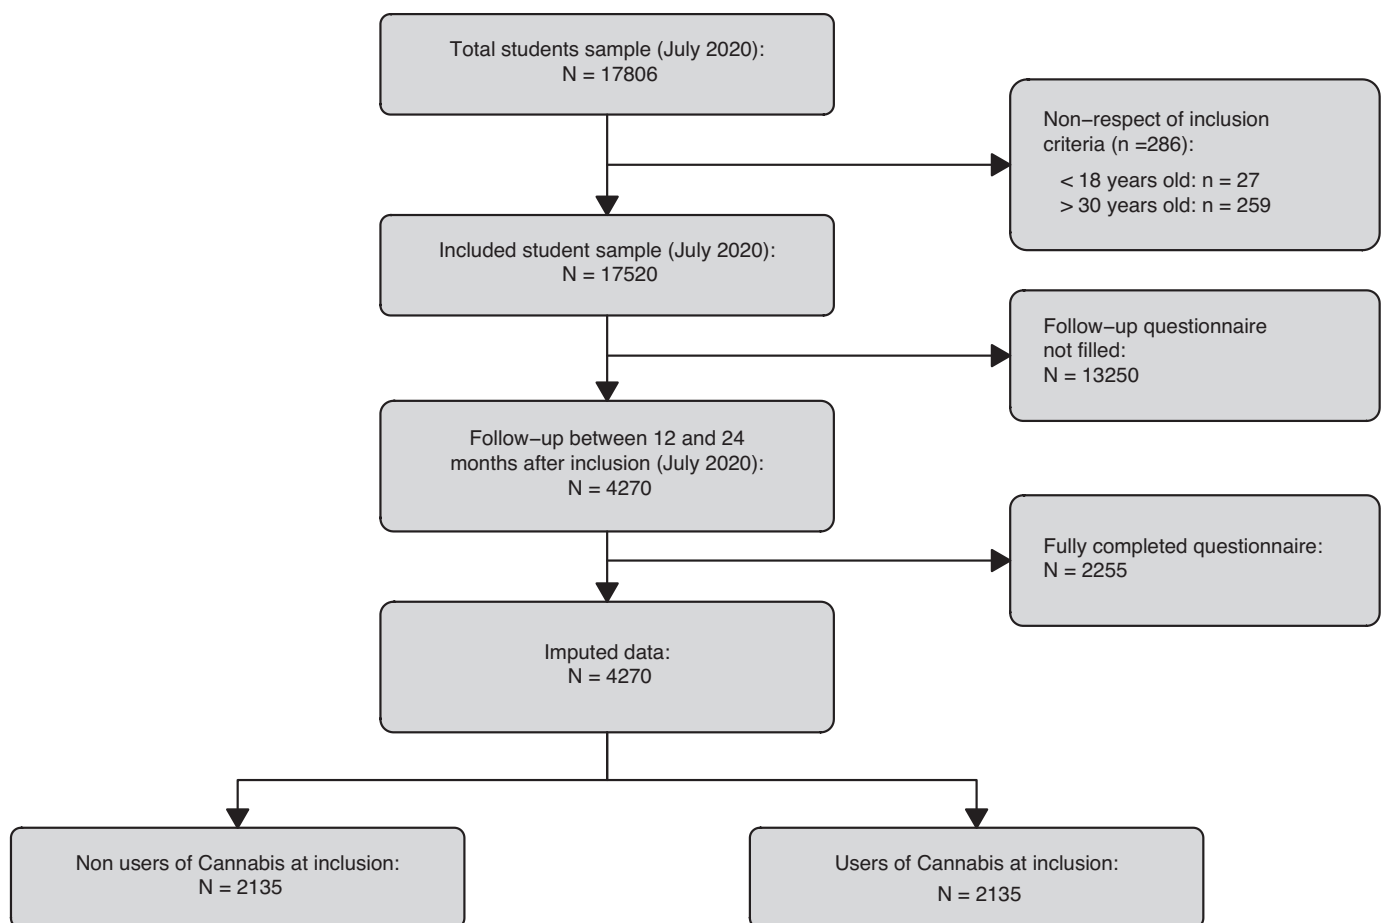 Total students sample (July 2020):
N = 17806
Non−respect of inclusion
criteria (n =286):
< 18 years old: n = 27
> 30 years old: n = 259
Included student sample (July 2020):
N = 17520
Follow−up questionnaire
not filled:
N = 13250
Follow−up between 12 and 24
months after inclusion (July 2020):
N = 4270
Fully completed questionnaire:
N = 2255
Imputed data:
N = 4270
Non users of Cannabis at inclusion:
N = 2135
Users of Cannabis at inclusion:
N = 2135